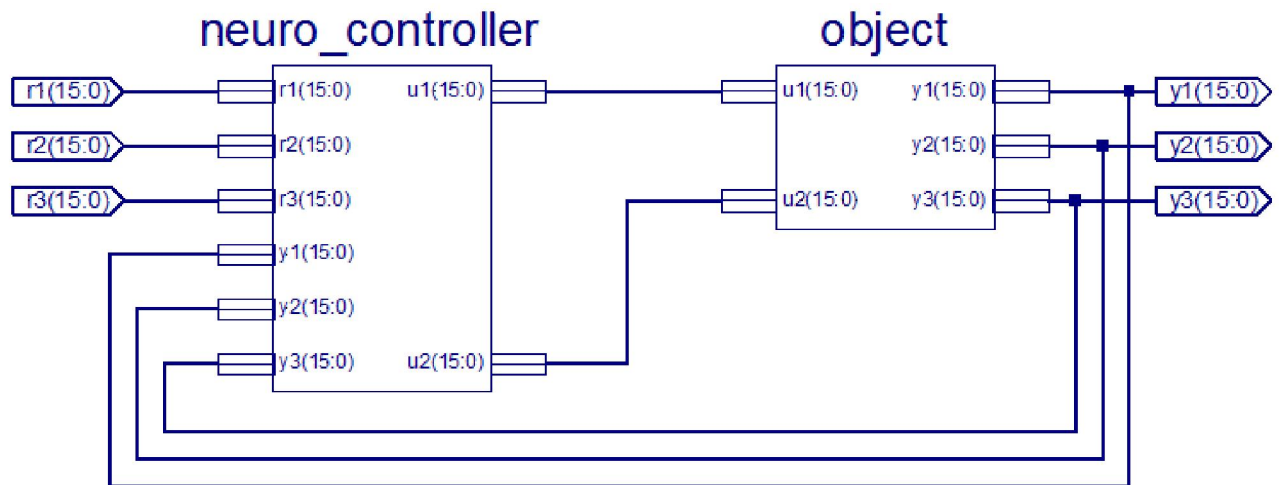 neuro_controller object
r1(15:0) r1(15:0) u1(15:0) u1(15:0) y1(15:0) y1(15:0)
r2(15:0) r2(15:0) y2(15:0) y2(15:0)
r3(15:0) r3(15:0) u2(15:0) y3(15:0) y3(15:0)
y1(15:0)
y2(15:0)
y3(15:0) u2(15:0)